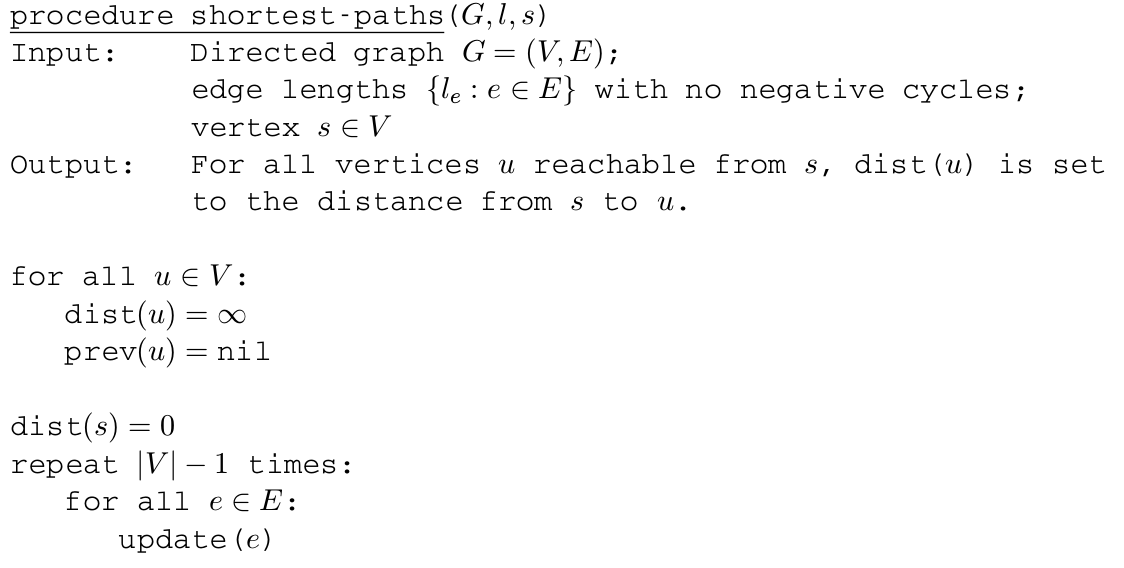 procedure shortest-paths(G, l, s)
Input: Directed graph G = (V, E);
edge lengths {lₑ : e ∈ E} with no negative cycles;
vertex s ∈ V
Output: For all vertices u reachable from s, dist(u) is set
to the distance from s to u.
for all u ∈ V:
dist(u) = ∞
prev(u) = nil
dist(s) = 0
repeat |V| − 1 times:
for all e ∈ E:
update(e)